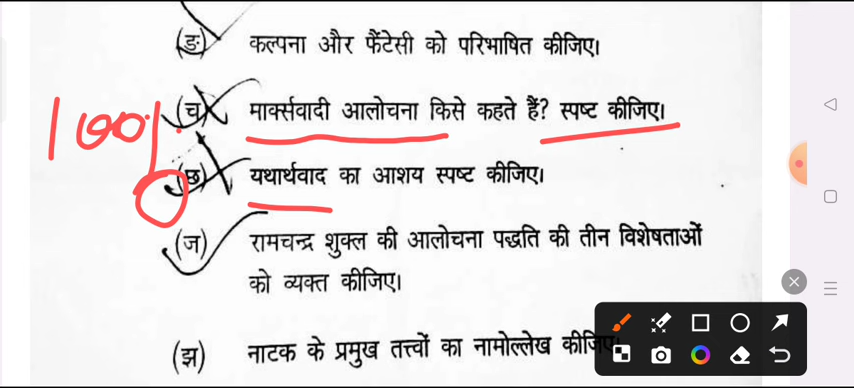 (ङ) कल्पना और फैंटेसी को परिभाषित कीजिए।
(च) मार्क्सवादी आलोचना किसे कहते हैं? स्पष्ट कीजिए।
100%
(छ) यथार्थवाद का आशय स्पष्ट कीजिए।
(ज) रामचन्द्र शुक्ल की आलोचना पद्धति की तीन विशेषताओं
को व्यक्त कीजिए।
(झ) नाटक के प्रमुख तत्त्वों का नामोल्लेख कीजिए।